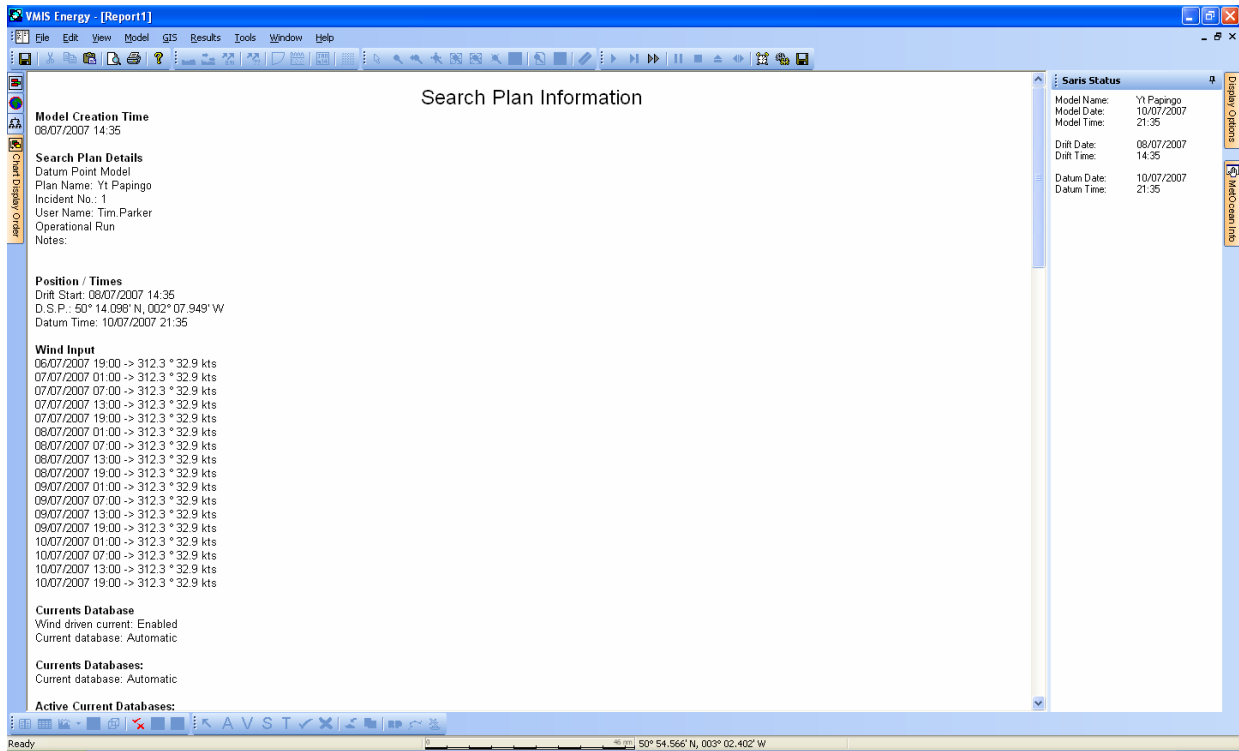 VMIS Energy - [Report1]
File Edit View Model GIS Results Tools Window Help
Search Plan Information
Model Creation Time
08/07/2007 14:35
Search Plan Details
Datum Point Model
Plan Name: Yt Papingo
Incident No.: 1
User Name: Tim.Parker
Operational Run
Notes:
Position / Times
Drift Start: 08/07/2007 14:35
D.S.P.: 50° 14.098' N, 002° 07.949' W
Datum Time: 10/07/2007 21:35
Wind Input
06/07/2007 19:00 -> 312.3 ° 32.9 kts
07/07/2007 01:00 -> 312.3 ° 32.9 kts
07/07/2007 07:00 -> 312.3 ° 32.9 kts
07/07/2007 13:00 -> 312.3 ° 32.9 kts
07/07/2007 19:00 -> 312.3 ° 32.9 kts
08/07/2007 01:00 -> 312.3 ° 32.9 kts
08/07/2007 07:00 -> 312.3 ° 32.9 kts
08/07/2007 13:00 -> 312.3 ° 32.9 kts
08/07/2007 19:00 -> 312.3 ° 32.9 kts
09/07/2007 01:00 -> 312.3 ° 32.9 kts
09/07/2007 07:00 -> 312.3 ° 32.9 kts
09/07/2007 13:00 -> 312.3 ° 32.9 kts
09/07/2007 19:00 -> 312.3 ° 32.9 kts
10/07/2007 01:00 -> 312.3 ° 32.9 kts
10/07/2007 07:00 -> 312.3 ° 32.9 kts
10/07/2007 13:00 -> 312.3 ° 32.9 kts
10/07/2007 19:00 -> 312.3 ° 32.9 kts
Currents Database
Wind driven current: Enabled
Current database: Automatic
Currents Databases:
Current database: Automatic
Active Current Databases:
Chart Display Order
Saris Status
Model Name: Yt Papingo
Model Date: 10/07/2007
Model Time: 21:35
Drift Date: 08/07/2007
Drift Time: 14:35
Datum Date: 10/07/2007
Datum Time: 21:35
Display Options
MetOcean Info
A V S T
Ready
50° 54.566' N, 003° 02.402' W